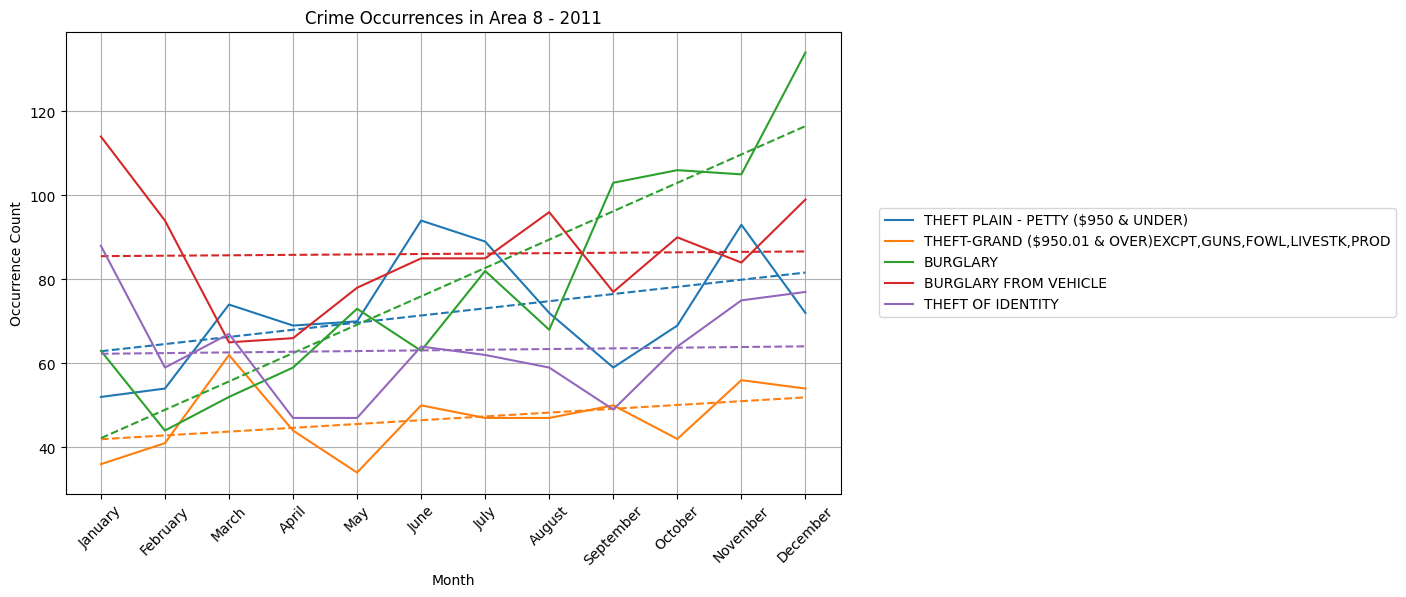 Crime Occurrences in Area 8 - 2011
Occurrence Count
120
100
80
60
40
January
February
March
April
May
June
July
August
September
October
November
December
Month
THEFT PLAIN - PETTY ($950 & UNDER)
THEFT-GRAND ($950.01 & OVER)EXCPT,GUNS,FOWL,LIVESTK,PROD
BURGLARY
BURGLARY FROM VEHICLE
THEFT OF IDENTITY